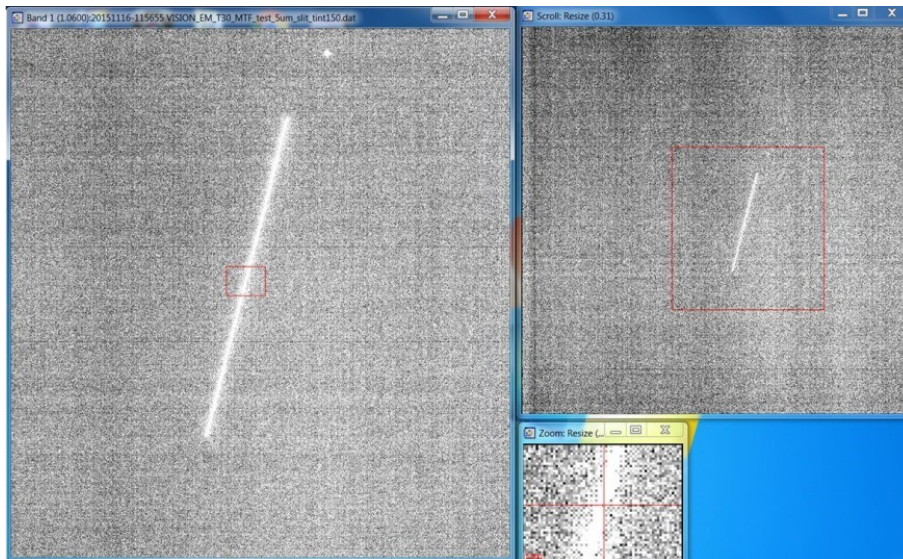 Band 1 (1.0600):20151116-115655 VISION_EM_T30_MTF_test_5um_slit_tint150.dat
Scroll: Resize (0.31)
Zoom: Resize (...